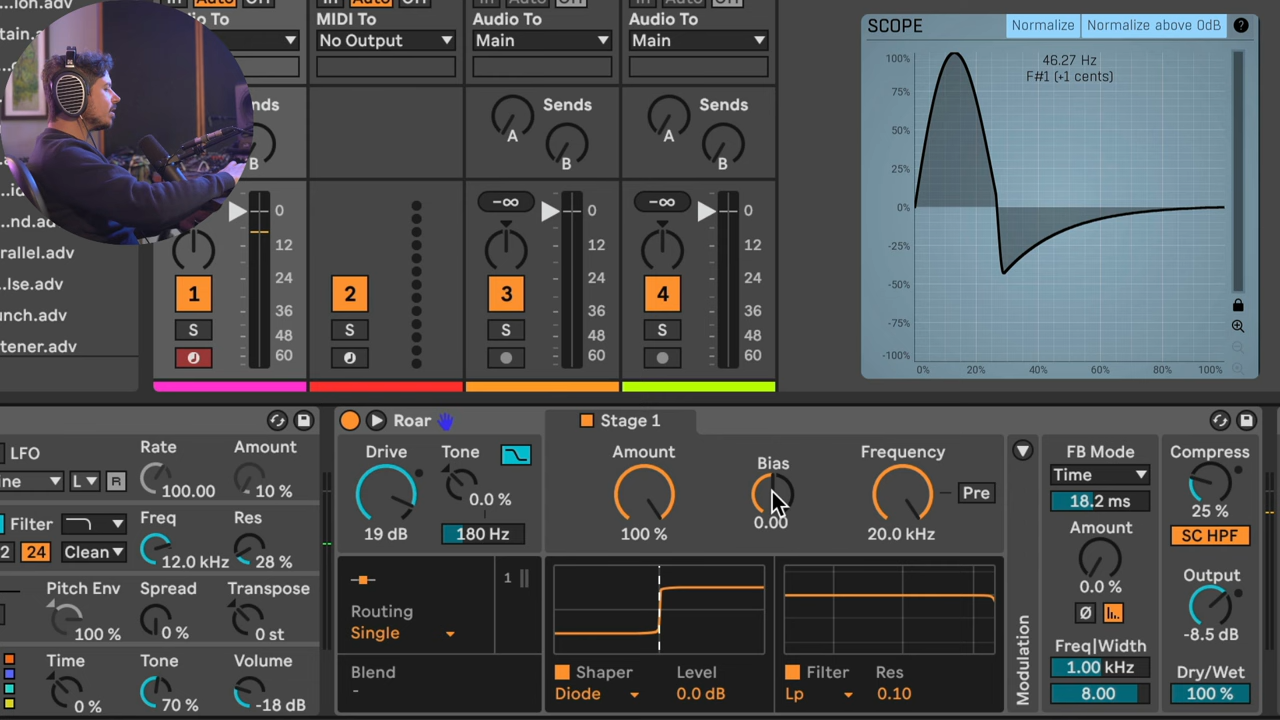 In Auto Off
Audio To
MIDI To
No Output
Audio To
Main
Audio To
Main
Sends
A
Sends
B
A
Sends
B
B
-∞
-∞
0
12
24
36
48
60
0
12
24
36
48
60
0
12
24
36
48
60
1
2
3
4
S
S
S
S
tain.a
...nd.av
rallel.adv
...lse.adv
unch.adv
tener.adv
SCOPE
Normalize
Normalize above 0dB
?
46.27 Hz
F#1 (+1 cents)
100%
75%
50%
25%
0%
-25%
-50%
-75%
-100%
0%
20%
40%
60%
80%
100%
LFO
Rate
Amount
ine
L
R
100.00
10 %
Filter
Freq
Res
2
24
Clean
12.0 kHz
28 %
Pitch Env
Spread
Transpose
100 %
0 %
0 st
Time
Tone
Volume
0 %
70 %
-18 dB
Roar
Drive
Tone
19 dB
0.0 %
180 Hz
Routing
Single
1
Blend
-
Stage 1
Amount
100 %
Bias
0.00
Frequency
20.0 kHz
Pre
Shaper
Level
Diode
0.0 dB
Filter
Res
Lp
0.10
Modulation
FB Mode
Time
18.2 ms
Amount
0.0 %
Ø
Freq|Width
1.00 kHz
8.00
Compress
25 %
SC HPF
Output
-8.5 dB
Dry/Wet
100 %